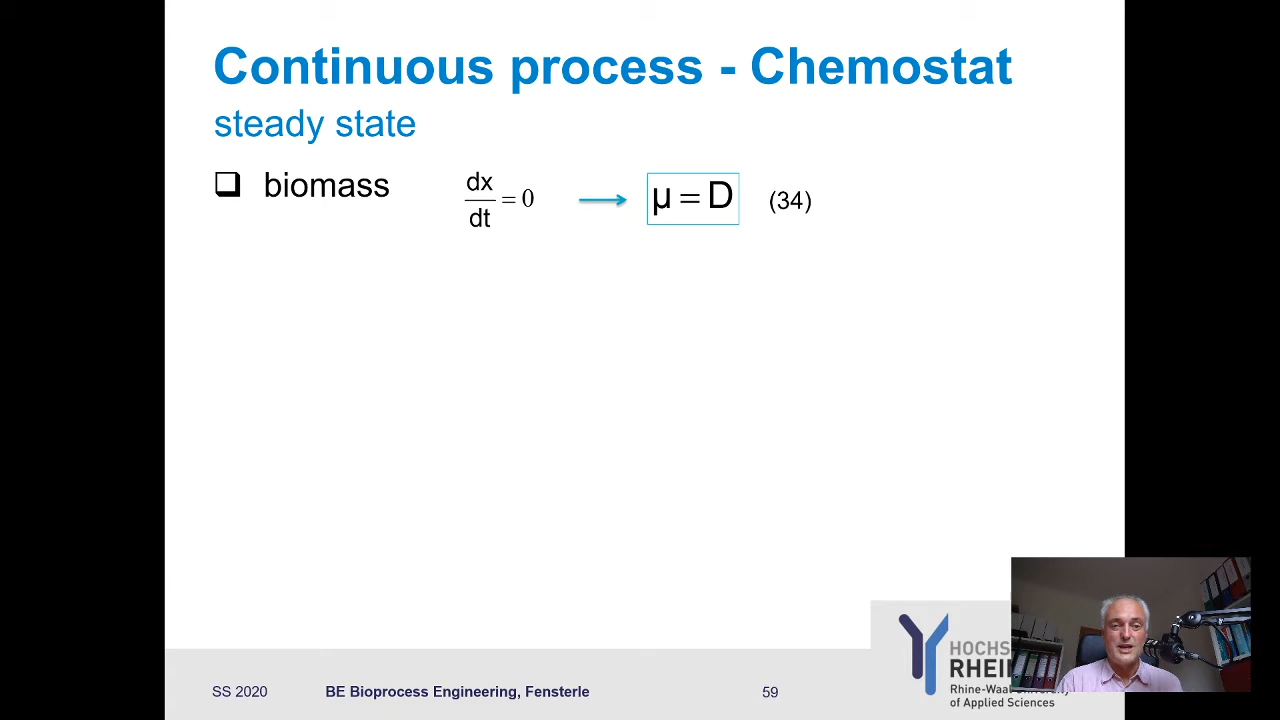 Continuous process - Chemostat
steady state
❑ biomass
dx
dt
= 0
μ = D
(34)
HOCHS
RHEIN
Rhine-Waal
of Applied Sciences
SS 2020
BE Bioprocess Engineering, Fensterle
59